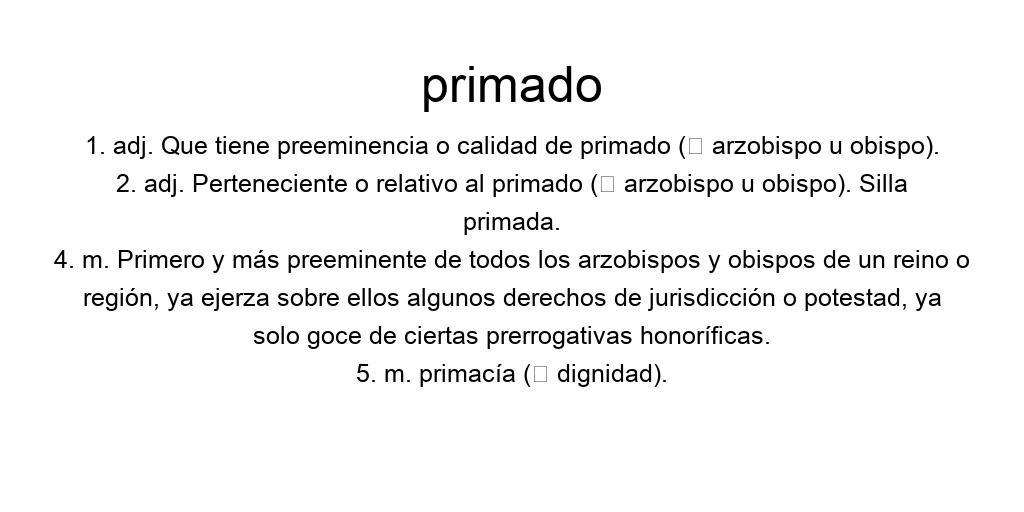 primado
1. adj. Que tiene preeminencia o calidad de primado (□ arzobispo u obispo).
2. adj. Perteneciente o relativo al primado (□ arzobispo u obispo). Silla
primada.
4. m. Primero y más preeminente de todos los arzobispos y obispos de un reino o
región, ya ejerza sobre ellos algunos derechos de jurisdicción o potestad, ya
solo goce de ciertas prerrogativas honoríficas.
5. m. primacía (□ dignidad).